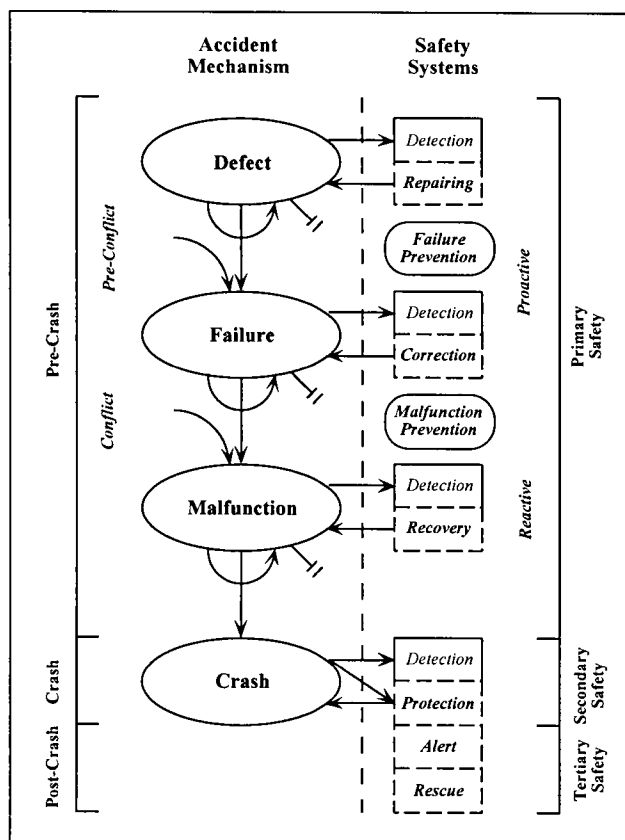 Accident
Mechanism
Safety
Systems
Defect
Detection
Repairing
Pre-Conflict
Failure
Prevention
Proactive
Pre-Crash
Failure
Detection
Correction
Primary
Safety
Conflict
Malfunction
Prevention
Malfunction
Detection
Recovery
Reactive
Crash
Crash
Detection
Protection
Secondary
Safety
Post-Crash
Alert
Rescue
Tertiary
Safety